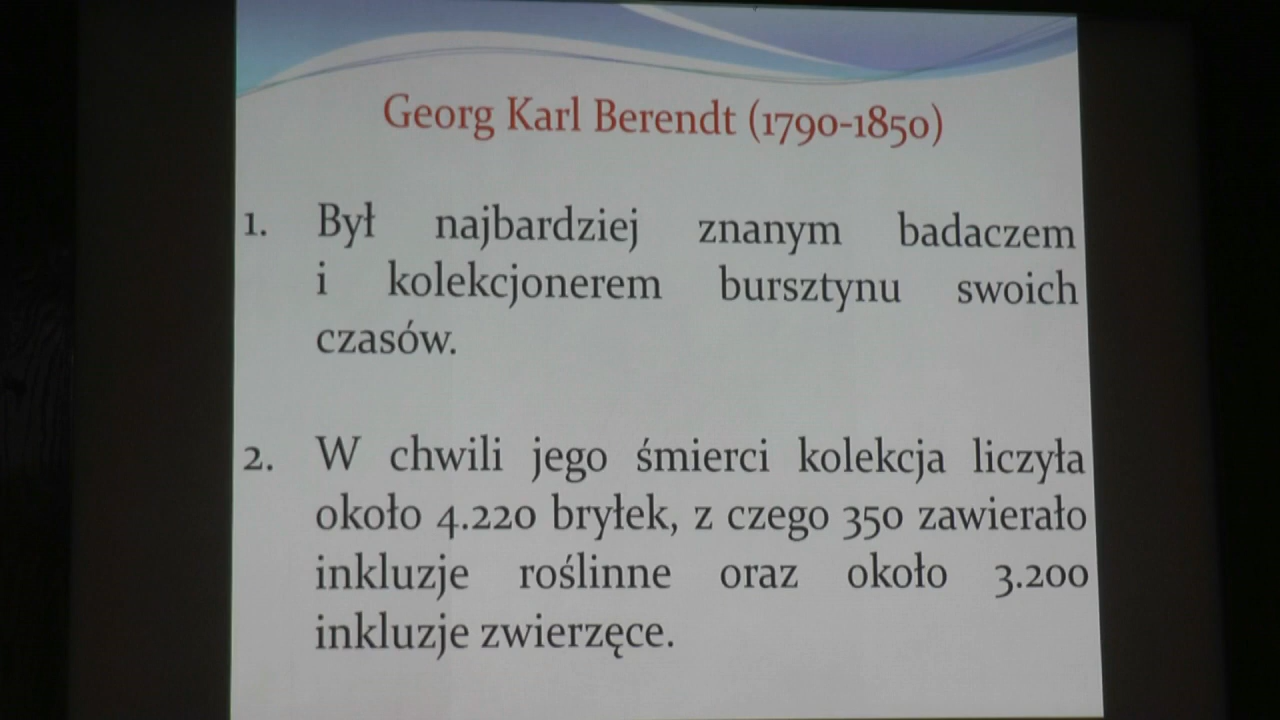 Georg Karl Berendt (1790-1850)
1. Był najbardziej znanym badaczem
i kolekcjonerem bursztynu swoich
czasów.
2. W chwili jego śmierci kolekcja liczyła
około 4.220 bryłek, z czego 350 zawierało
inkluzje roślinne oraz około 3.200
inkluzje zwierzęce.